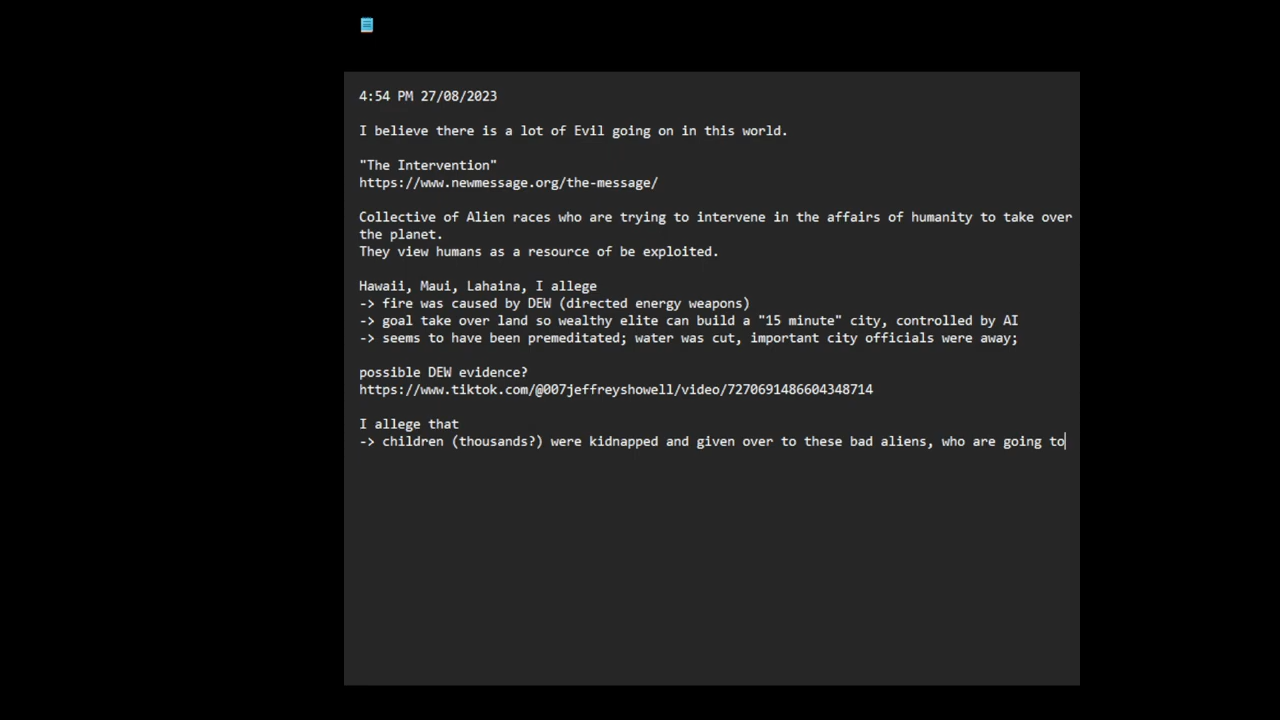 4:54 PM 27/08/2023
I believe there is a lot of Evil going on in this world.
"The Intervention"
https://www.newmessage.org/the-message/
Collective of Alien races who are trying to intervene in the affairs of humanity to take over
the planet.
They view humans as a resource of be exploited.
Hawaii, Maui, Lahaina, I allege
-> fire was caused by DEW (directed energy weapons)
-> goal take over land so wealthy elite can build a "15 minute" city, controlled by AI
-> seems to have been premeditated; water was cut, important city officials were away;
possible DEW evidence?
https://www.tiktok.com/@007jeffreyshowell/video/7270691486604348714
I allege that
-> children (thousands?) were kidnapped and given over to these bad aliens, who are going to